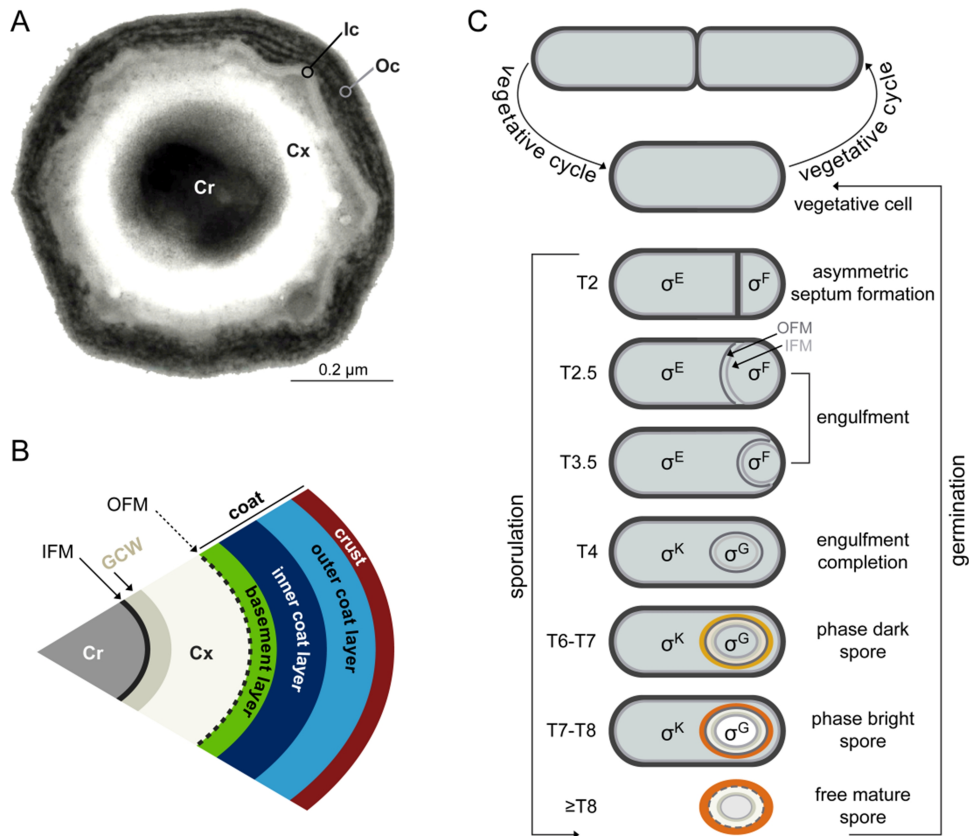 A
Ic
Oc
Cx
Cr
0.2 µm
B
OFM
IFM
GCW
coat
Cr
Cx
basement layer
inner coat layer
outer coat layer
crust
C
vegetative cycle
vegetative cycle
vegetative cell
sporulation
germination
T2
σE
σF
asymmetric
septum formation
OFM
IFM
T2.5
σE
σF
engulfment
T3.5
σE
σF
T4
σK
σG
engulfment
completion
T6-T7
σK
σG
phase dark
spore
T7-T8
σK
σG
phase bright
spore
≥T8
free mature
spore